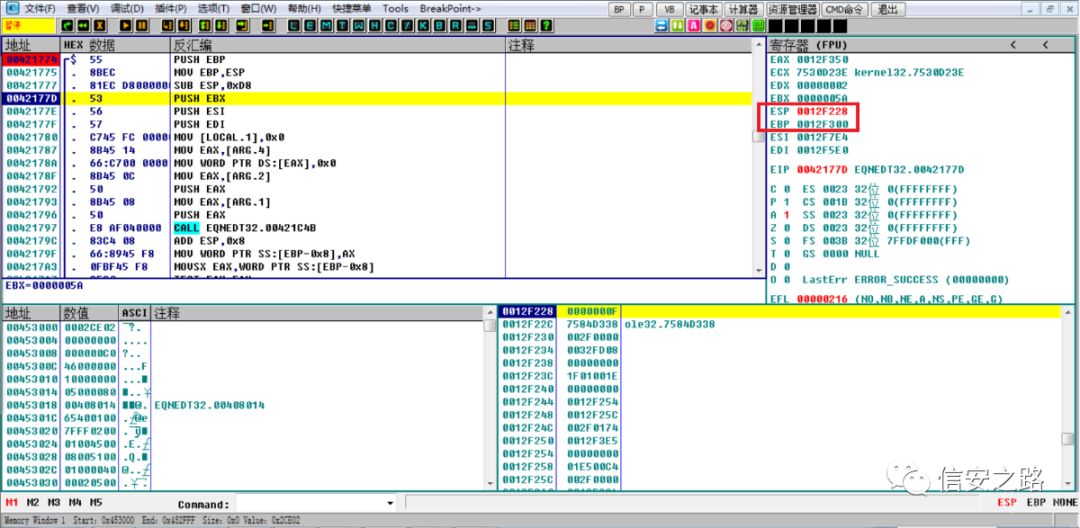 文件(F) 查看(V) 调试(D) 插件(P) 选项(T) 窗口(W) 帮助(H) 快捷菜单 Tools BreakPoint-> BP P VB 记事本 计算器 资源管理器 CMD命令 退出
暂停 L E M T W H C / K B R ... S
地址 HEX 数据 反汇编 注释
00421774 $ 55 PUSH EBP
00421775 . 8BEC MOV EBP,ESP
00421777 . 81EC D8000000 SUB ESP,0xD8
0042177D . 53 PUSH EBX
0042177E . 56 PUSH ESI
0042177F . 57 PUSH EDI
00421780 . C745 FC 0000 MOV [LOCAL.1],0x0
00421787 . 8B45 14 MOV EAX,[ARG.4]
0042178A . 66:C700 0000 MOV WORD PTR DS:[EAX],0x0
0042178F . 8B45 0C MOV EAX,[ARG.2]
00421792 . 50 PUSH EAX
00421793 . 8B45 08 MOV EAX,[ARG.1]
00421796 . 50 PUSH EAX
00421797 . E8 AF040000 CALL EQNEDT32.00421C4B
0042179C . 83C4 08 ADD ESP,0x8
0042179F . 66:8945 F8 MOV WORD PTR SS:[EBP-0x8],AX
004217A3 . 0FBF45 F8 MOVSX EAX,WORD PTR SS:[EBP-0x8]
EBX=0000005A
寄存器 (FPU) < <
EAX 0012F350
ECX 7530D23E kernel32.7530D23E
EDX 00000002
EBX 0000005A
ESP 0012F228
EBP 0012F300
ESI 0012F7E4
EDI 0012F5E0
EIP 0042177D EQNEDT32.0042177D
C 0 ES 0023 32位 0(FFFFFFFF)
P 1 CS 001B 32位 0(FFFFFFFF)
A 1 SS 0023 32位 0(FFFFFFFF)
Z 0 DS 0023 32位 0(FFFFFFFF)
S 0 FS 003B 32位 7FFDF000(FFF)
T 0 GS 0000 NULL
D 0
O 0 LastErr ERROR_SUCCESS (00000000)
EFL 00000216 (NO,NB,NE,A,NS,PE,GE,G)
地址 数值 ASCI 注释
00453000 0002CE02
00453004 00000000 ....
00453008 000000C0 ?..
0045300C 46000000 ...F
00453010 10000000
00453014 05000080
00453018 00408014 EQNEDT32.00408014
0045301C 65400100
00453020 7FFF0200
00453024 01004500
00453028 08005100
0045302C 01000040
00453030 00020500
0012F228 0000000F
0012F22C 7584D338 ole32.7584D338
0012F230 002F0000
0012F234 0032FD08
0012F238 00000000
0012F23C 1F01001E
0012F240 00000000
0012F244 0012F254
0012F248 0012F25C
0012F24C 002F0174
0012F250 0012F3E5
0012F254 00000000
0012F258 01E500C4
0012F25C 002F0000
信安之路
M1 M2 M3 M4 M5 Command: ESP EBP NONE
Memory Window 1 Start: 0x453000 End: 0x452FFF Size: 0x0 Value: 0x2CE02